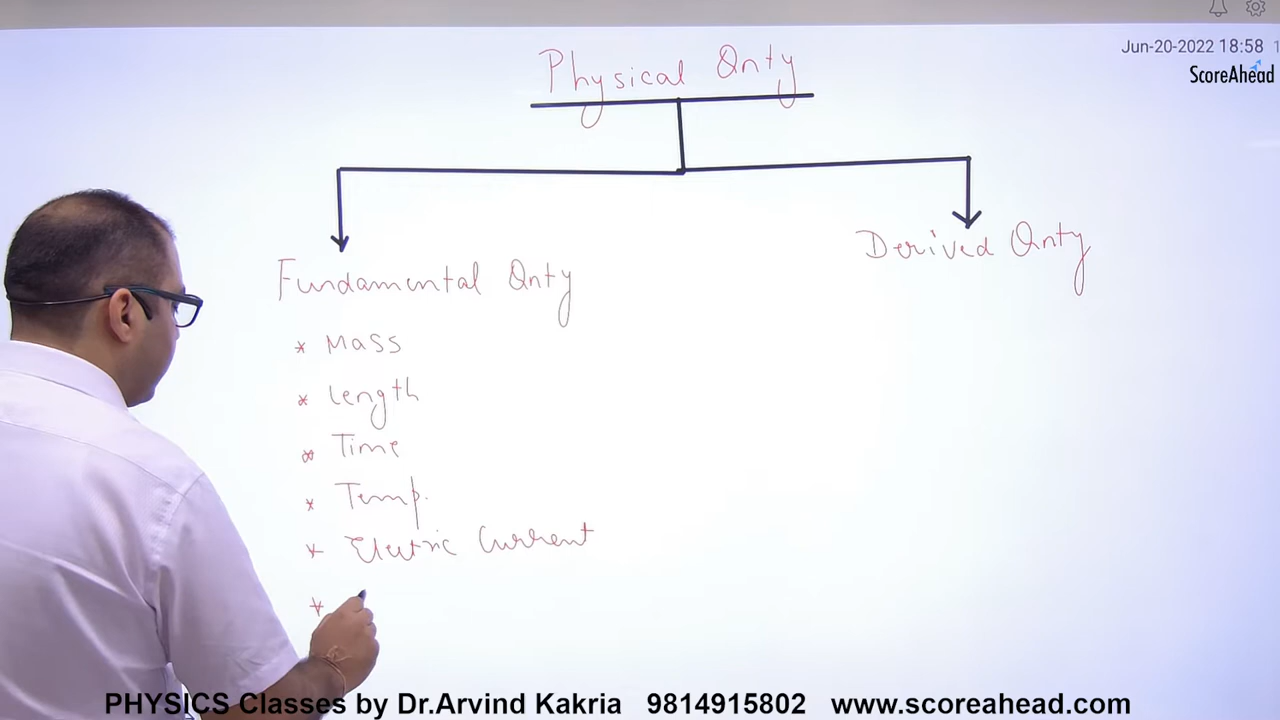 Jun-20-2022 18:58 1
ScoreAhead
Physical Qnty
Fundamental Qnty
Derived Qnty
* Mass
* Length
* Time
* Temp.
* Electric Current
*
PHYSICS Classes by Dr.Arvind Kakria 9814915802 www.scoreahead.com